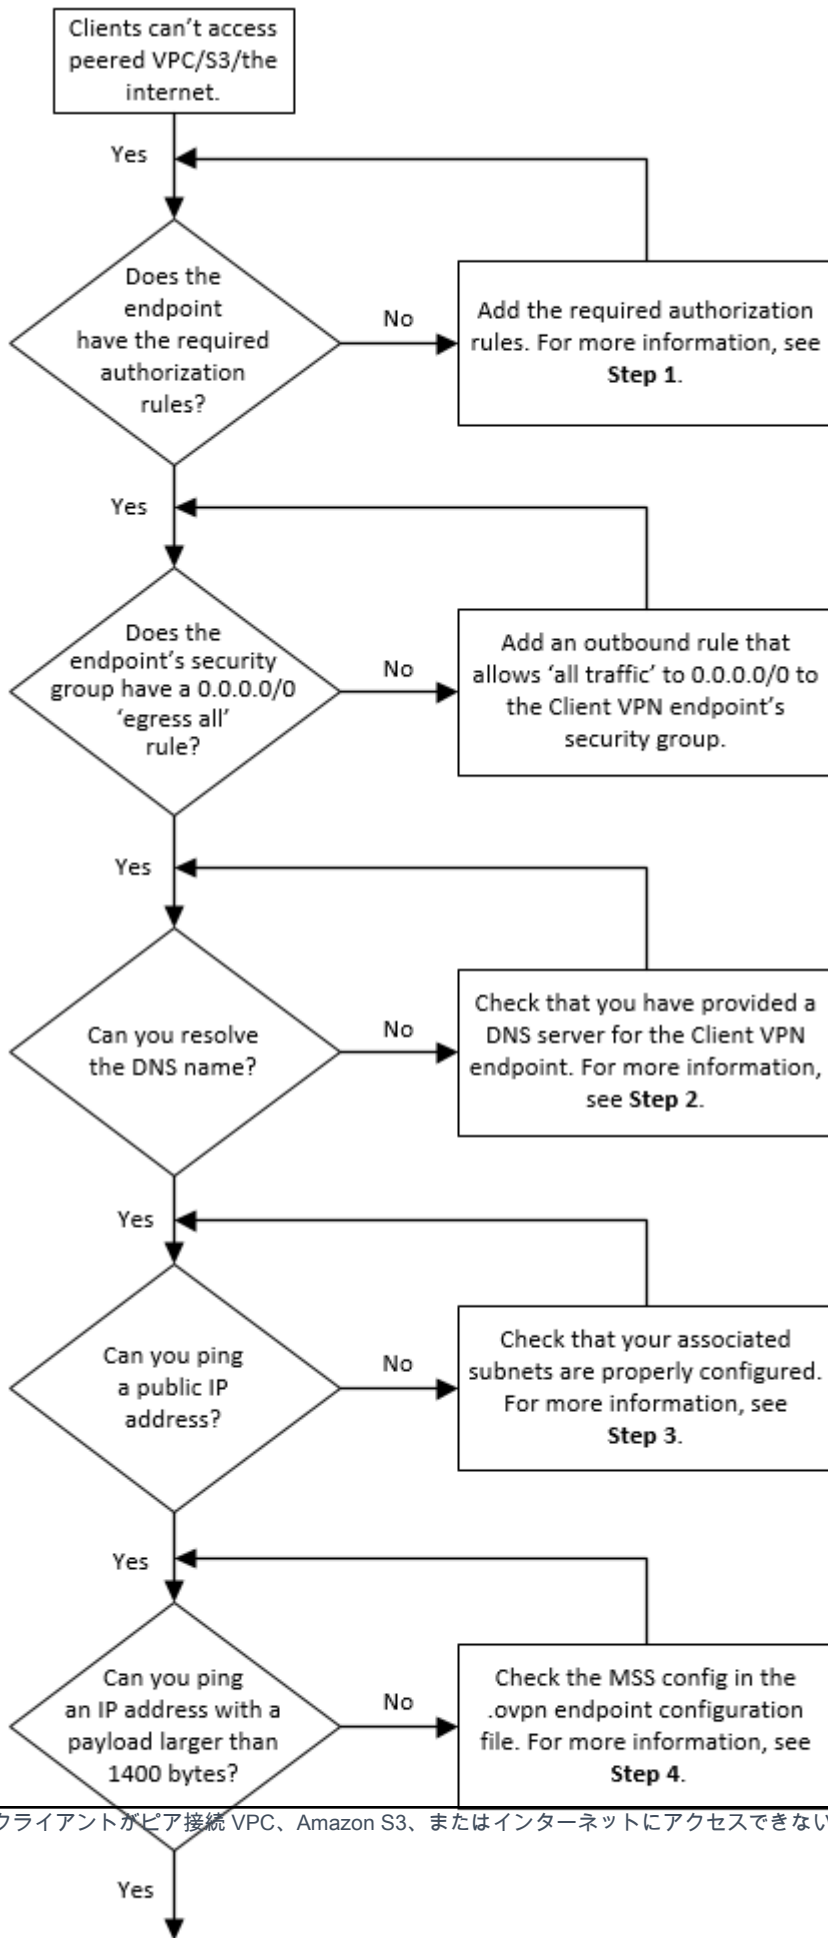 Clients can't access
peered VPC/S3/the
internet.
Yes
Does the
endpoint
have the required
authorization
rules?
No
Add the required authorization
rules. For more information, see
Step 1.
Yes
Does the
endpoint's security
group have a 0.0.0.0/0
'egress all'
rule?
No
Add an outbound rule that
allows 'all traffic' to 0.0.0.0/0 to
the Client VPN endpoint's
security group.
Yes
Can you resolve
the DNS name?
No
Check that you have provided a
DNS server for the Client VPN
endpoint. For more information,
see Step 2.
Yes
Can you ping
a public IP
address?
No
Check that your associated
subnets are properly configured.
For more information, see
Step 3.
Yes
Can you ping
an IP address with a
payload larger than
1400 bytes?
No
Check the MSS config in the
.ovpn endpoint configuration
file. For more information, see
Step 4.
クライアントがピア接続 VPC、Amazon S3、またはインターネットにアクセスできない
Yes